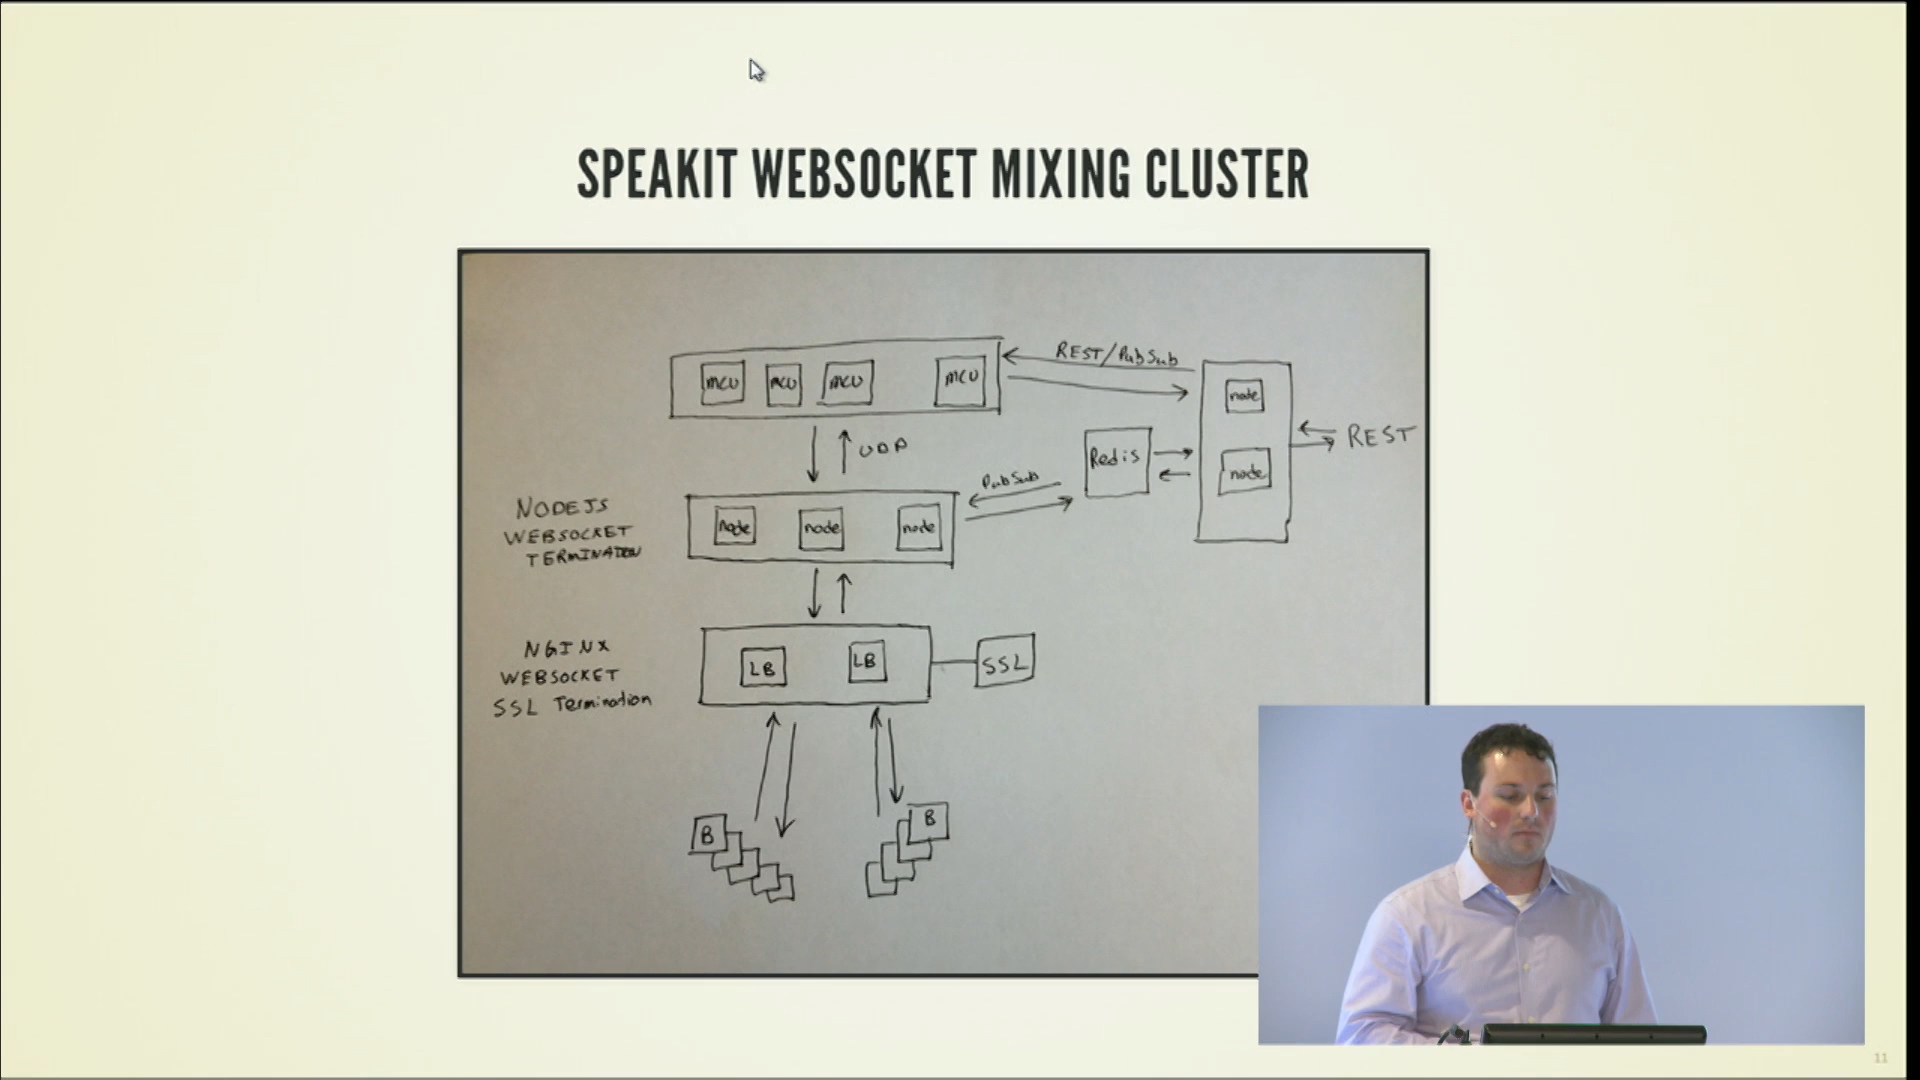 SPEAKIT WEBSOCKET MIXING CLUSTER
MCU MCU MCU MCU
REST/PubSub
node
node
REST
Redis
UDP
PubSub
NODEJS
WEBSOCKET
TERMINATION
node node node
NGINX
WEBSOCKET
SSL Termination
LB LB
SSL
B B
11